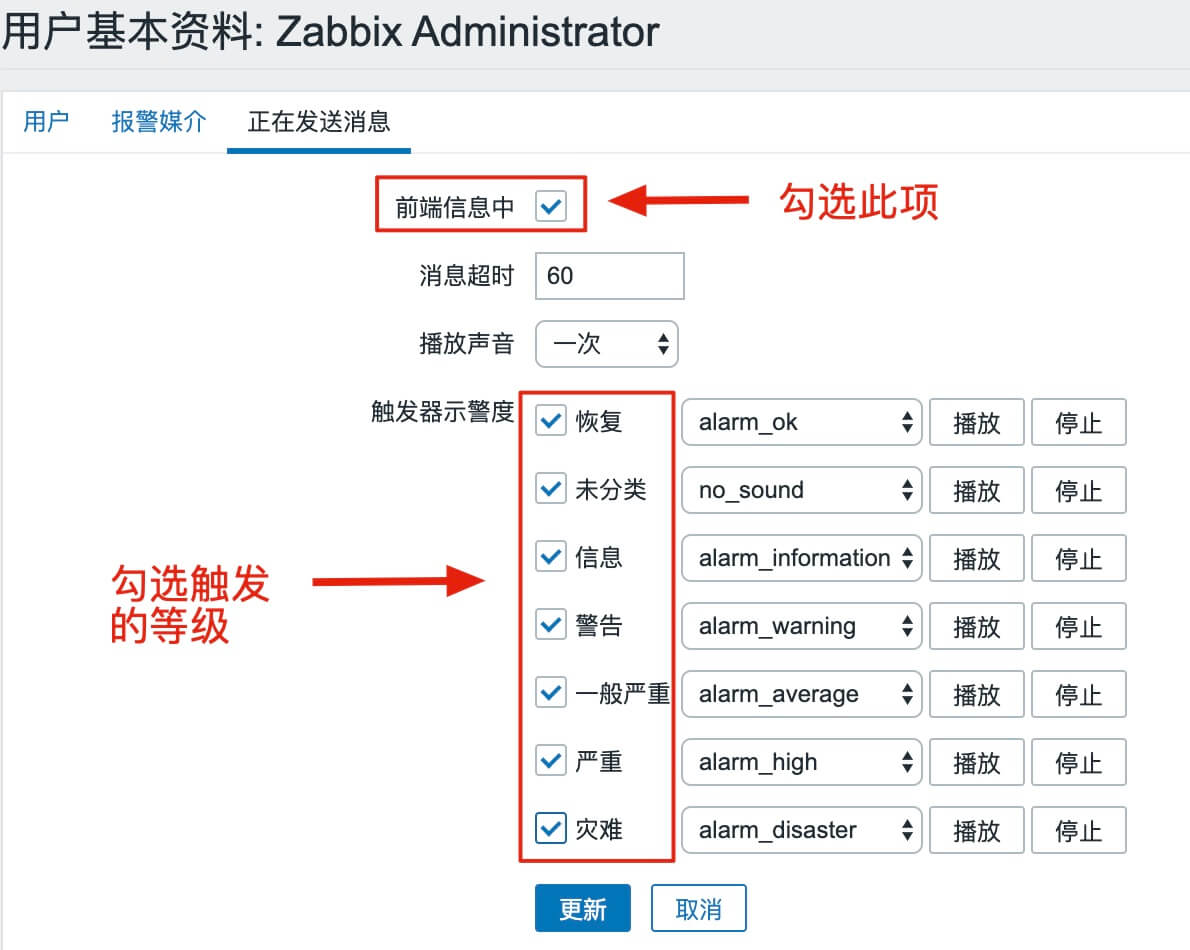 用户基本资料: Zabbix Administrator
用户 报警媒介 正在发送消息
前端信息中 勾选此项
消息超时 60
播放声音 一次
触发器示警度 恢复 alarm_ok 播放 停止
未分类 no_sound 播放 停止
信息 alarm_information 播放 停止
勾选触发
的等级
警告 alarm_warning 播放 停止
一般严重 alarm_average 播放 停止
严重 alarm_high 播放 停止
灾难 alarm_disaster 播放 停止
更新 取消